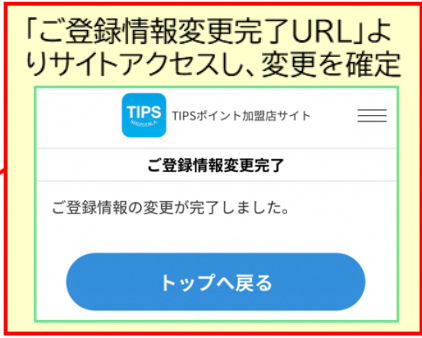 「ご登録情報変更完了URL」よ
りサイトアクセスし、変更を確定
TIPS
TIPSポイント加盟店サイト
ご登録情報変更完了
ご登録情報の変更が完了しました。
トップへ戻る